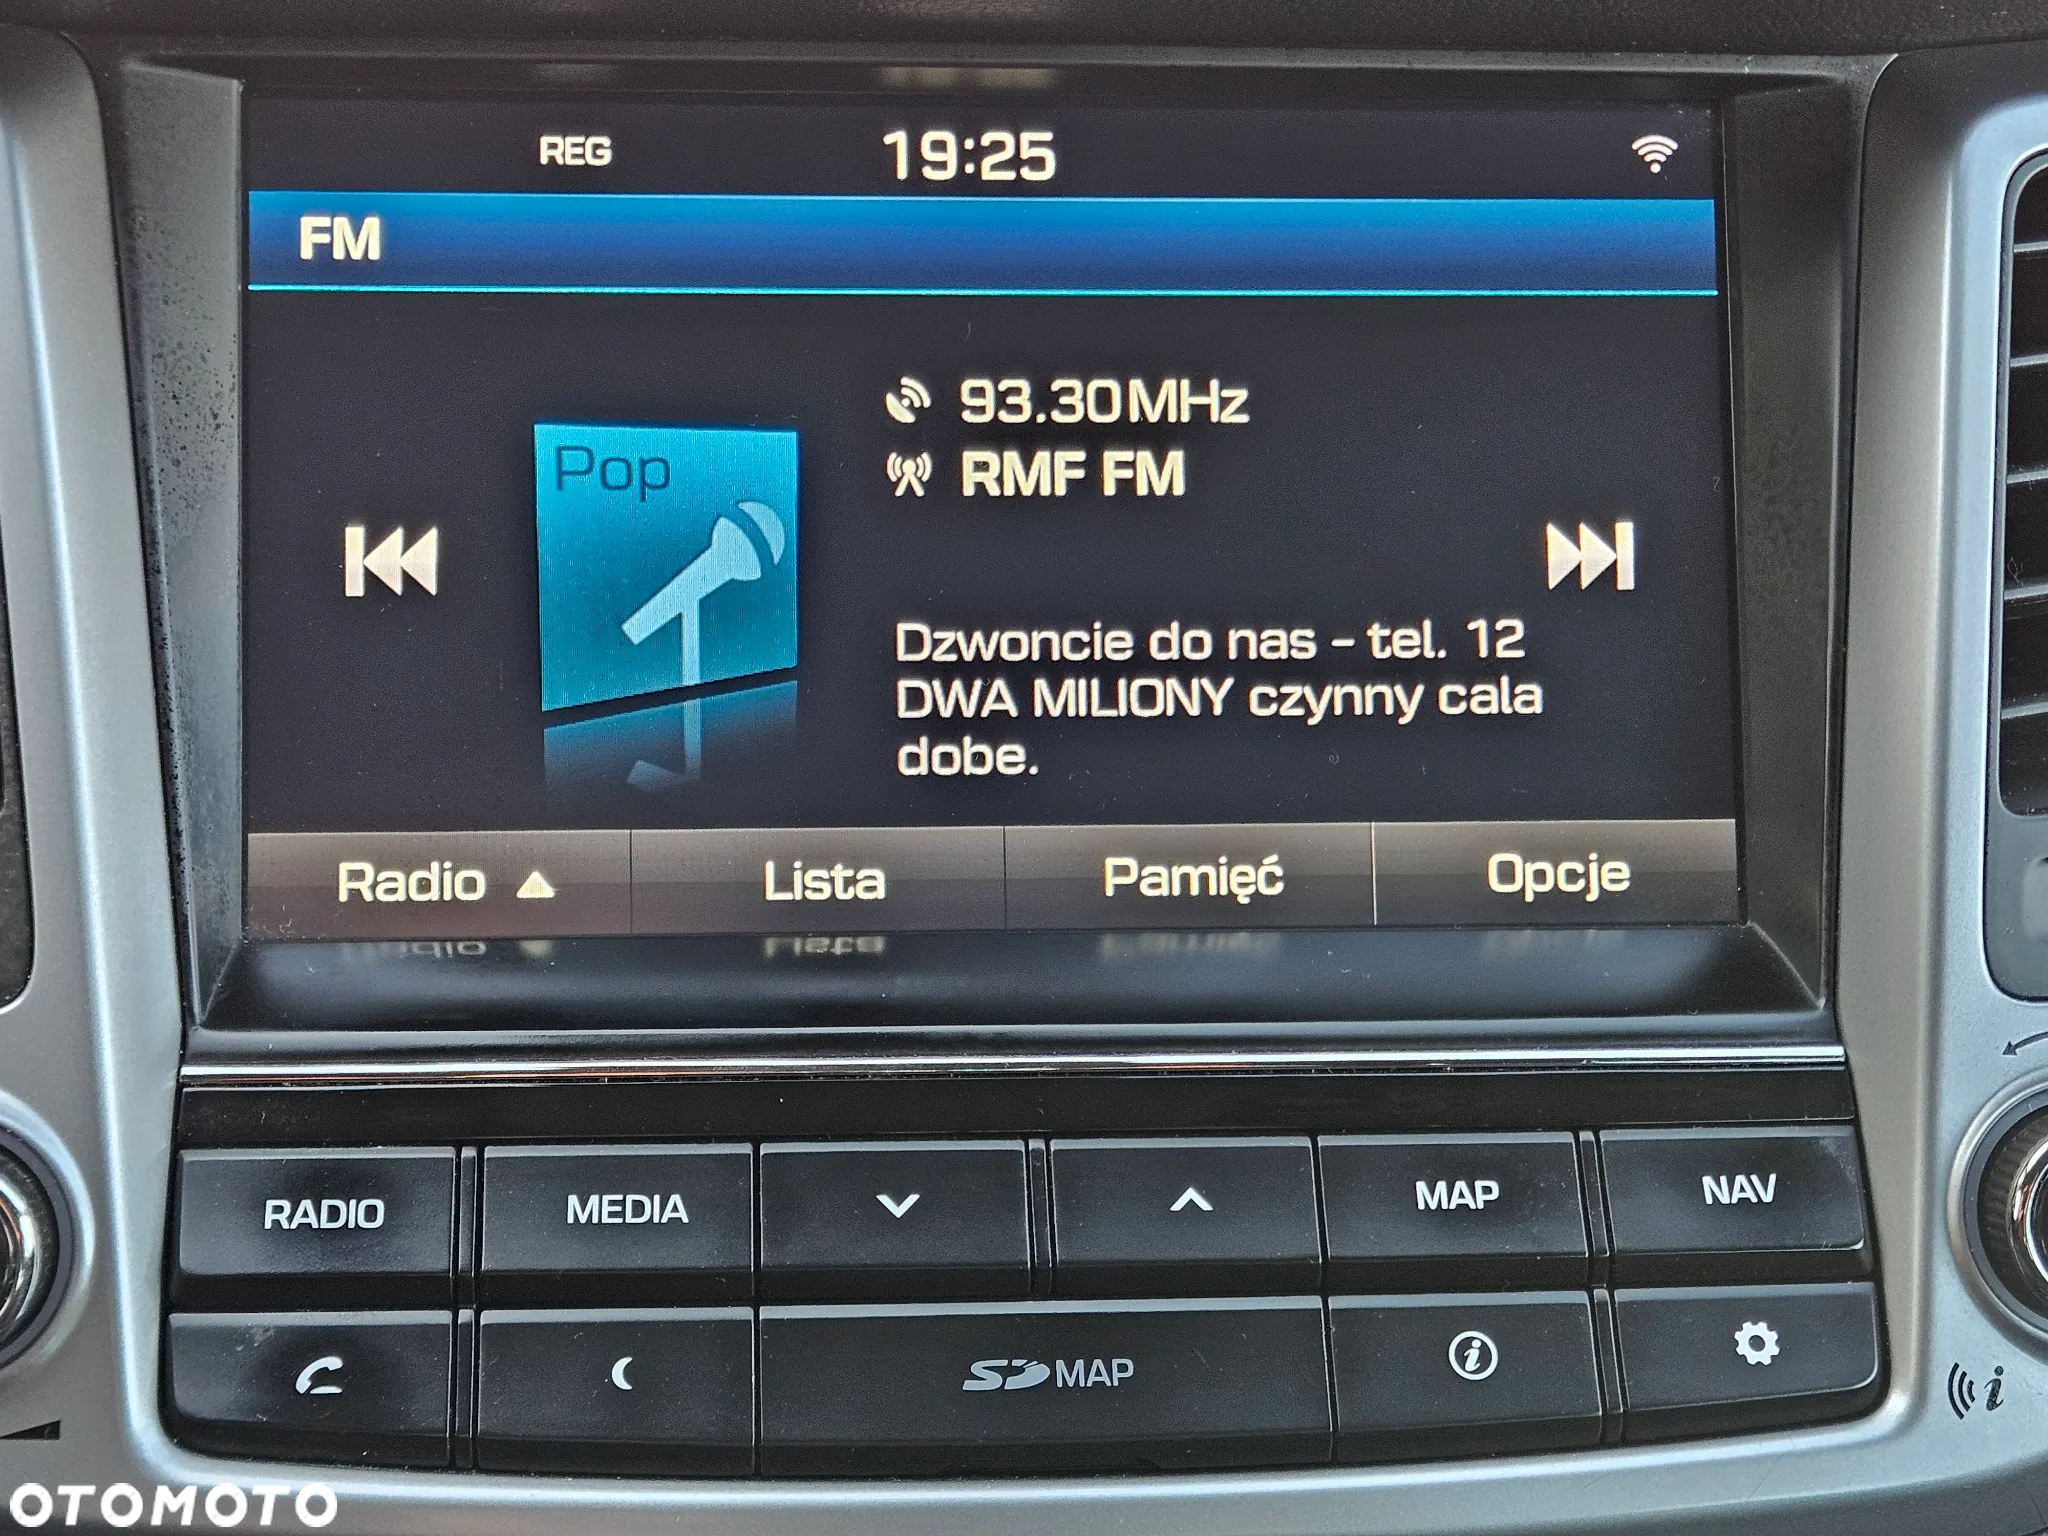 REG
19:25
FM
93.30MHz
RMF FM
Pop
Dzwoncie do nas - tel. 12
DWA MILIONY czynny cala
dobe.
Radio
Lista
Pamięć
Opcje
RADIO
MEDIA
MAP
NAV
SD MAP
i
i
OTOMOTO